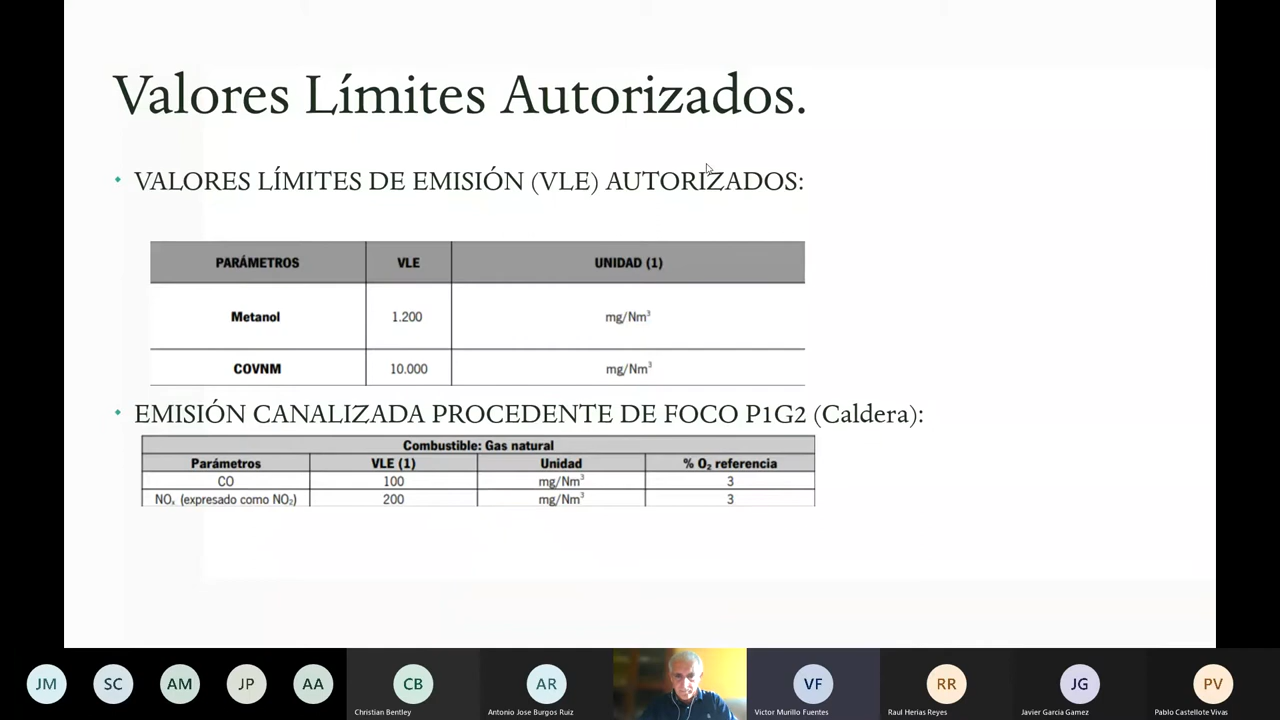 Valores Límites Autorizados.
• VALORES LÍMITES DE EMISIÓN (VLE) AUTORIZADOS:
PARÁMETROS VLE UNIDAD (1)
Metanol 1.200 mg/Nm³
COVNM 10.000 mg/Nm³
• EMISIÓN CANALIZADA PROCEDENTE DE FOCO P1G2 (Caldera):
Combustible: Gas natural
Parámetros VLE (1) Unidad % O₂ referencia
CO 100 mg/Nm³ 3
NOₓ (expresado como NO₂) 200 mg/Nm³ 3
JM SC AM JP AA CB AR VF RR JG PV
Christian Bentley Antonio Jose Burgos Ruiz Victor Murillo Fuentes Raul Herias Reyes Javier Garcia Gamez Pablo Castellote Vivas